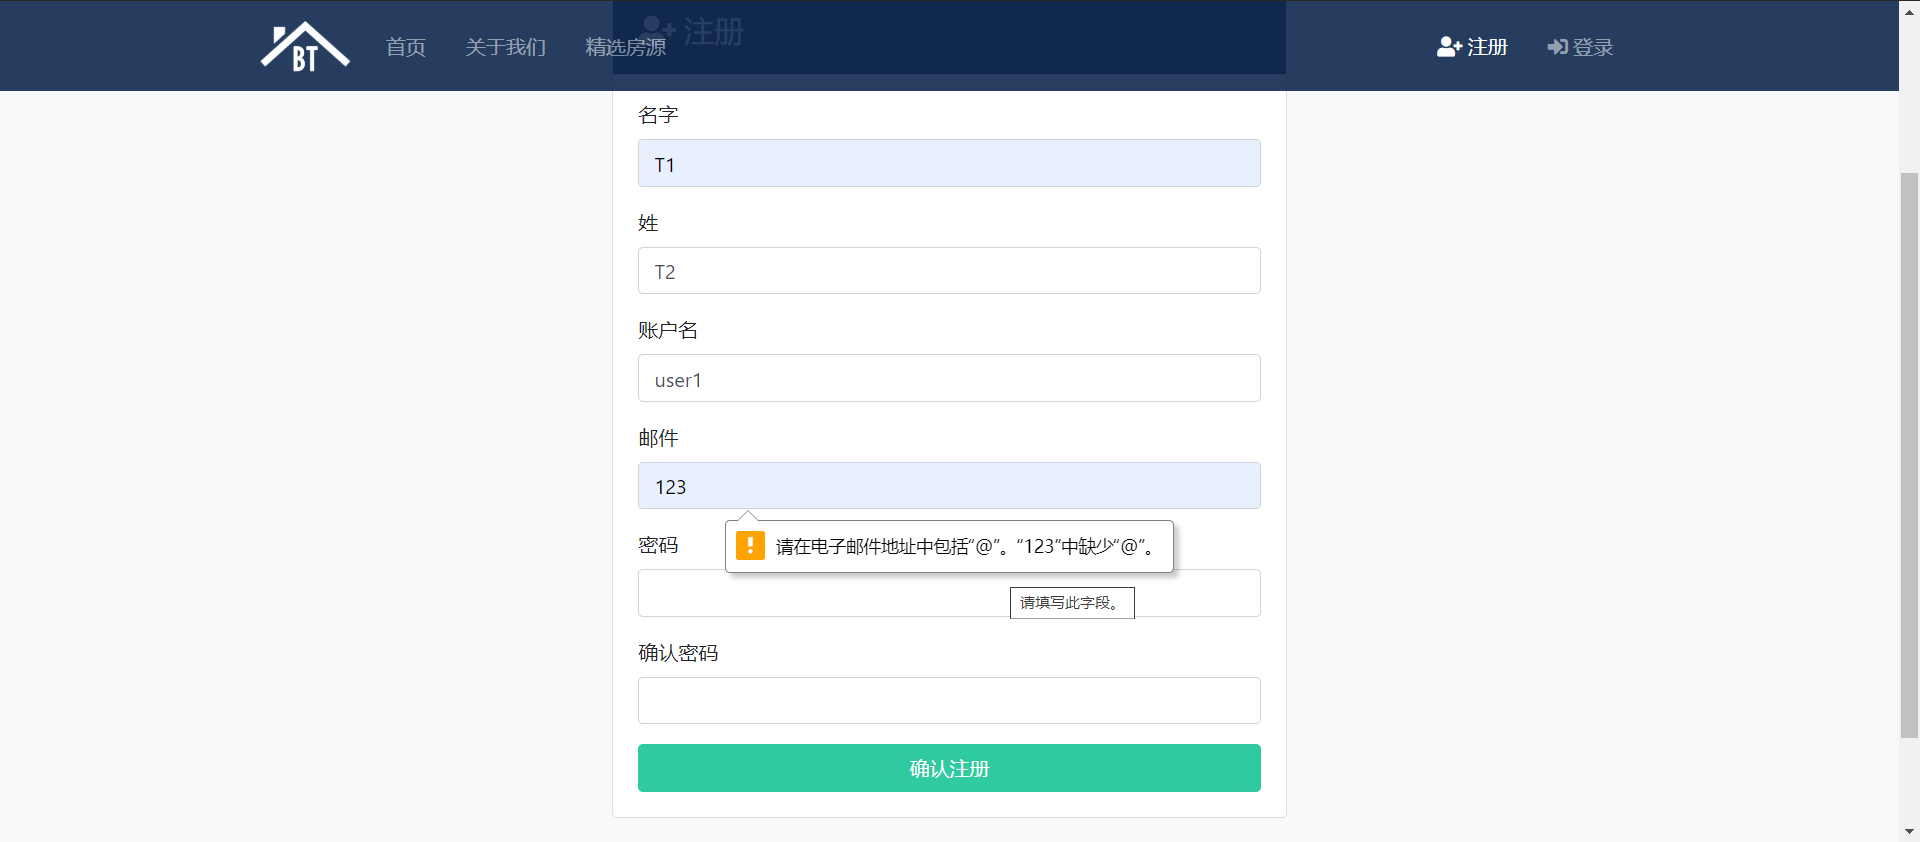 BT
首页
关于我们
精选房源
注册
登录
注册
名字
T1
姓
T2
账户名
user1
邮件
123
请在电子邮件地址中包括“@”。“123”中缺少“@”。
密码
请填写此字段。
确认密码
确认注册